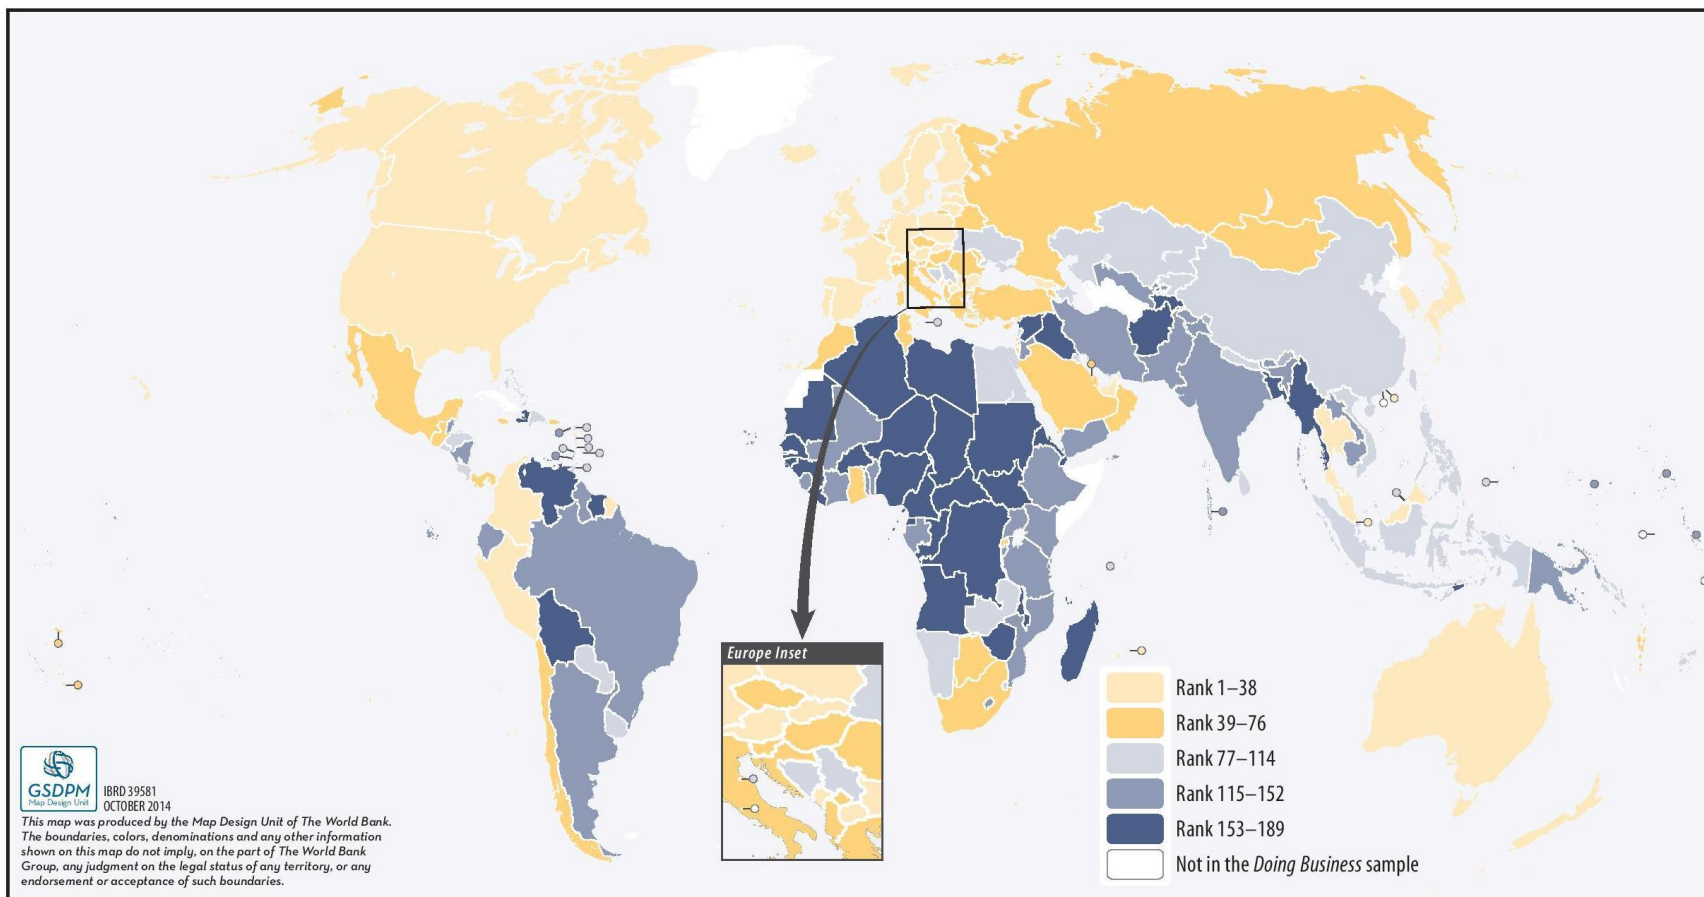 Europe Inset
Rank 1–38
Rank 39–76
Rank 77–114
Rank 115–152
Rank 153–189
Not in the Doing Business sample
GSDPM
Map Design Unit
IBRD 39581
OCTOBER 2014
This map was produced by the Map Design Unit of The World Bank.
The boundaries, colors, denominations and any other information
shown on this map do not imply, on the part of The World Bank
Group, any judgment on the legal status of any territory, or any
endorsement or acceptance of such boundaries.